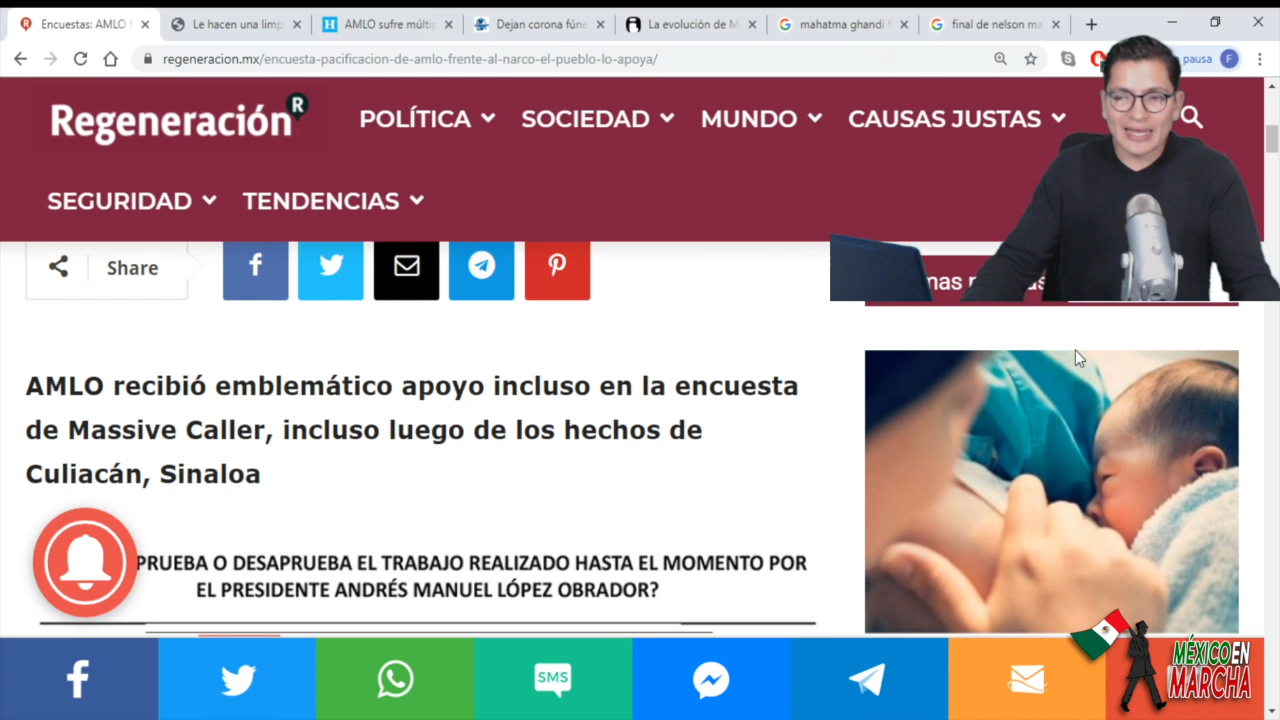 Encuestas: AMLO
Le hacen una limp
AMLO sufre múltip
Dejan corona fúne
La evolución de M
mahatma ghandi f
final de nelson ma
regeneracion.mx/encuesta-pacificacion-de-amlo-frente-al-narco-el-pueblo-lo-apoya/
pausa
F
Regeneración R
POLÍTICA
SOCIEDAD
MUNDO
CAUSAS JUSTAS
SEGURIDAD
TENDENCIAS
Share
AMLO recibió emblemático apoyo incluso en la encuesta
de Massive Caller, incluso luego de los hechos de
Culiacán, Sinaloa
PRUEBA O DESAPRUEBA EL TRABAJO REALIZADO HASTA EL MOMENTO POR
EL PRESIDENTE ANDRÉS MANUEL LÓPEZ OBRADOR?
SMS
MÉXICO EN
MARCHA